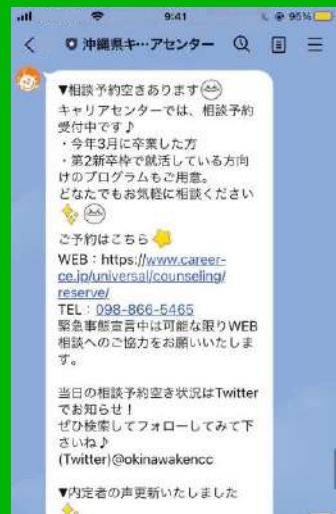 9:41
95%
沖縄県キ…アセンター
▼相談予約空きあります
キャリアセンターでは、相談予約
受付中です♪
・今年3月に卒業した方
・第2新卒枠で就活している方向
けのプログラムもご用意。
どなたでもお気軽に相談ください
ご予約はこちら
WEB：https://www.career-
ce.jp/universal/counseling/
reserve/
TEL：098-866-5465
緊急事態宣言中は可能な限りWEB
相談へのご協力をお願いいたしま
す。
当日の相談予約空き状況はTwitter
でお知らせ！
ぜひ検索してフォローしてみて下
さいね♪
(Twitter)@okinawakencc
▼内定者の声更新いたしました